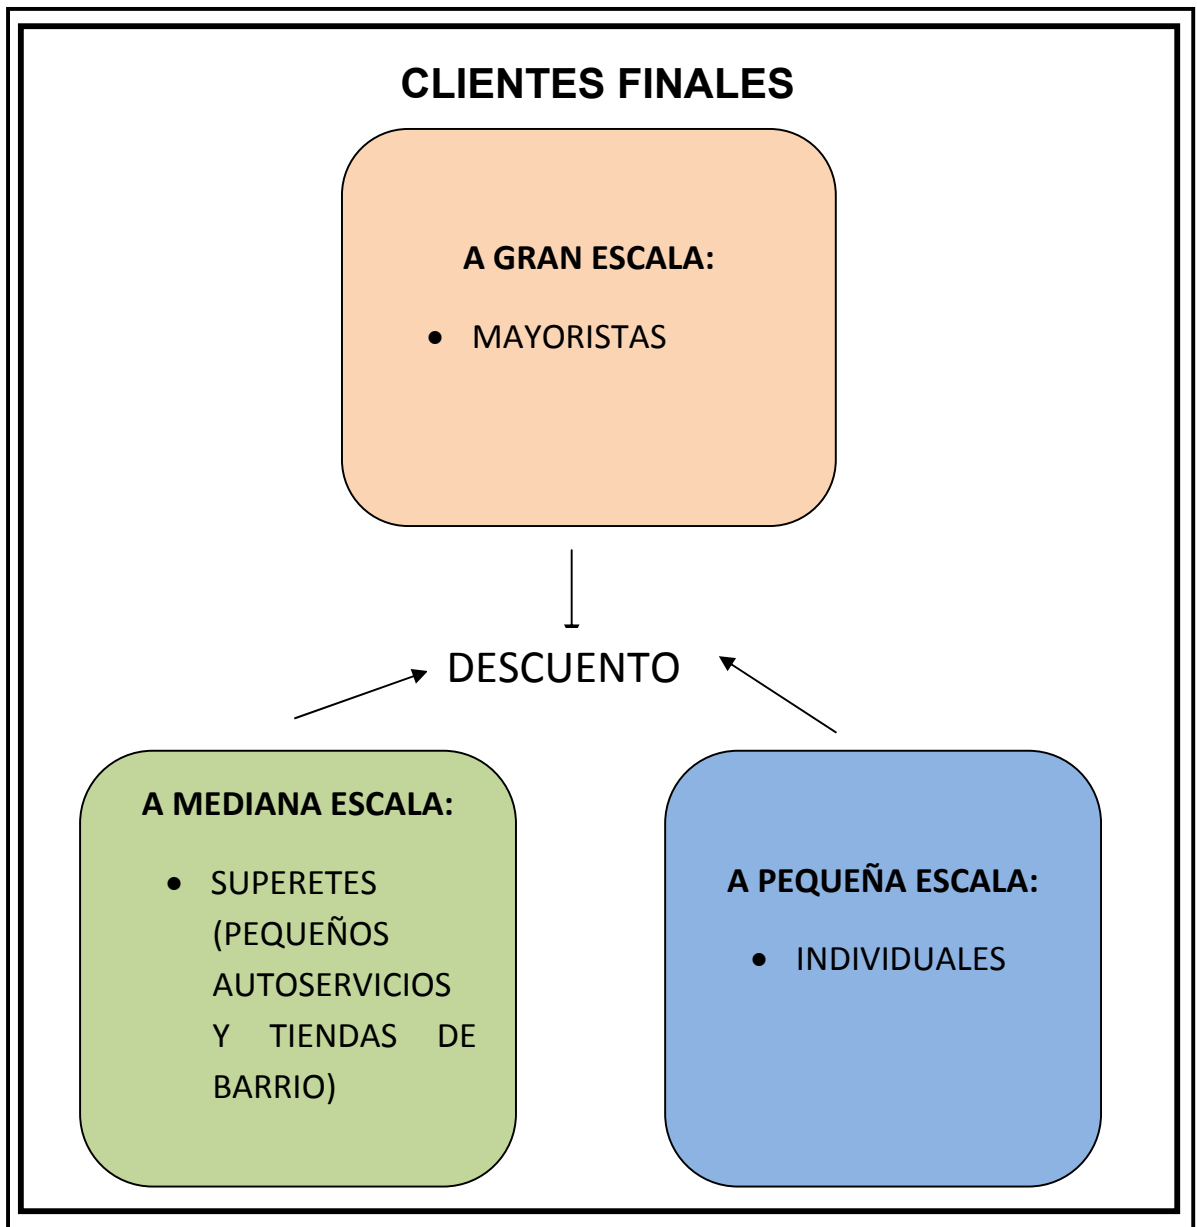 CLIENTES FINALES
A GRAN ESCALA:
• MAYORISTAS
DESCUENTO
A MEDIANA ESCALA:
• SUPERETES
(PEQUEÑOS
AUTOSERVICIOS
Y TIENDAS DE
BARRIO)
A PEQUEÑA ESCALA:
• INDIVIDUALES